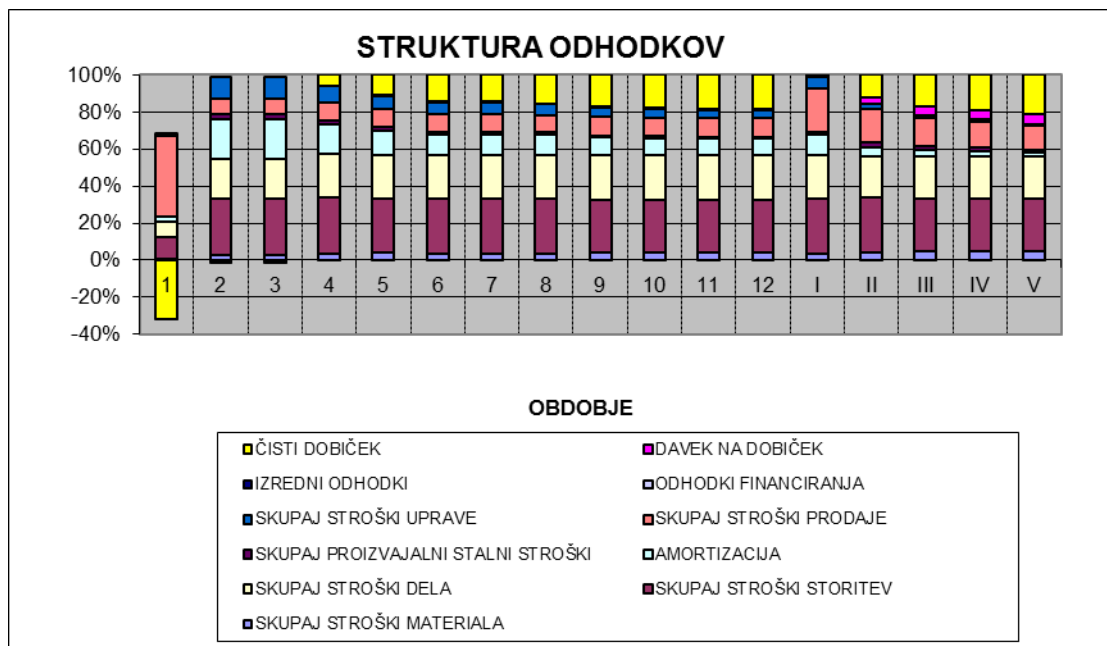 STRUKTURA ODHODKOV
100%
80%
60%
40%
20%
0%
-20%
-40%
1 2 3 4 5 6 7 8 9 10 11 12 I II III IV V
OBDOBJE
ČISTI DOBIČEK DAVEK NA DOBIČEK
IZREDNI ODHODKI ODHODKI FINANCIRANJA
SKUPAJ STROŠKI UPRAVE SKUPAJ STROŠKI PRODAJE
SKUPAJ PROIZVAJALNI STALNI STROŠKI AMORTIZACIJA
SKUPAJ STROŠKI DELA SKUPAJ STROŠKI STORITEV
SKUPAJ STROŠKI MATERIALA